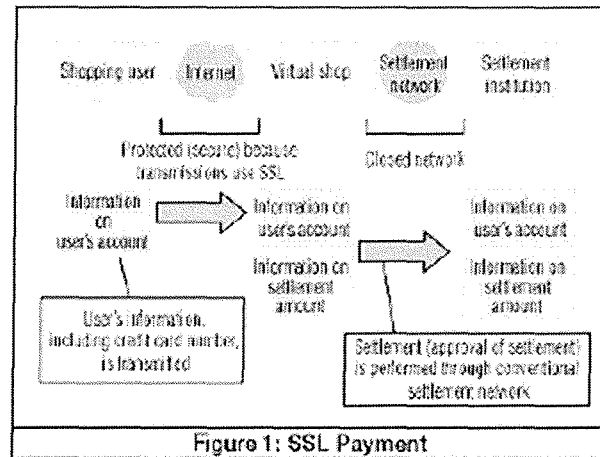 Shopping user
Internet
Virtual shop
Settlement
network
Settlement
institution
Protected (secure) because
transmissions use SSL
Closed network
Information
on
user's account
Information on
user's account
Information on
settlement
amount
Information on
user's account
Information on
settlement
amount
User's information,
including credit card number,
is transmitted
Settlement (approval of settlement)
is performed through conventional
settlement network
Figure 1: SSL Payment